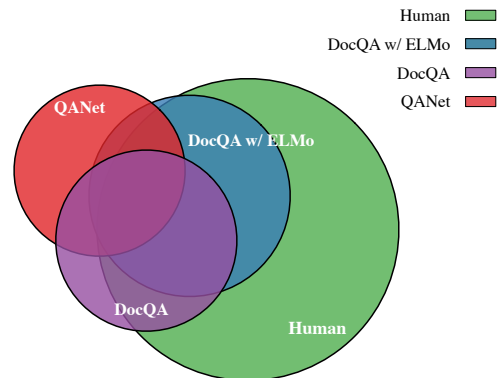 Human
DocQA w/ ELMo
DocQA
QANet
QANet
DocQA w/ ELMo
DocQA
Human